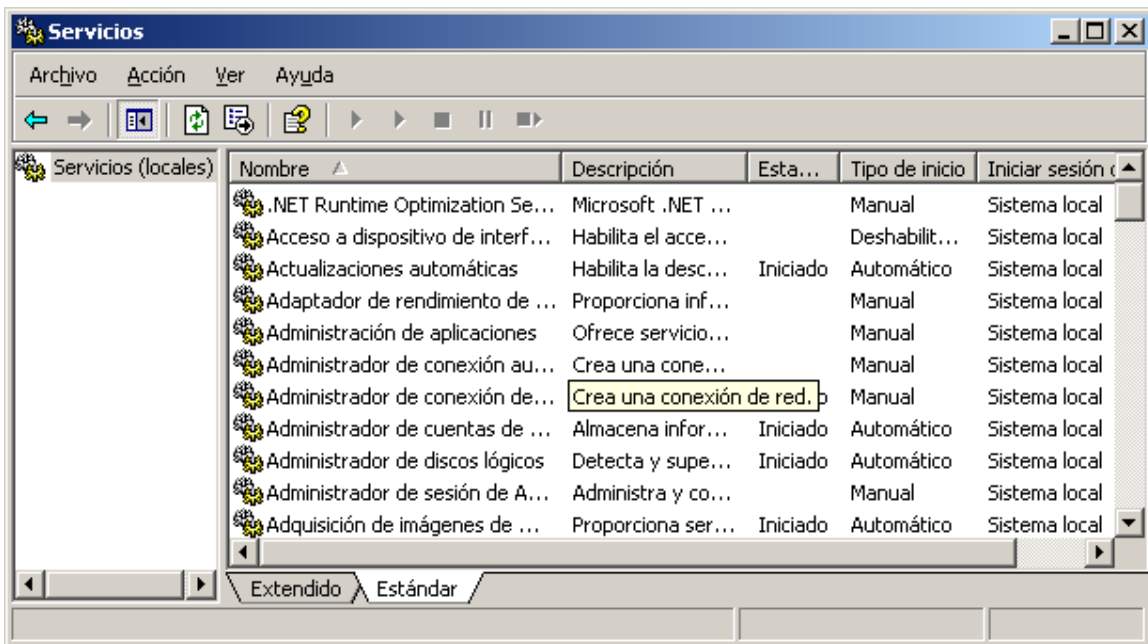 Servicios
Archivo Acción Ver Ayuda
Servicios (locales)
Nombre Descripción Esta... Tipo de inicio Iniciar sesión
.NET Runtime Optimization Se... Microsoft .NET ... Manual Sistema local
Acceso a dispositivo de interf... Habilita el acce... Deshabilit... Sistema local
Actualizaciones automáticas Habilita la desc... Iniciado Automático Sistema local
Adaptador de rendimiento de ... Proporciona inf... Manual Sistema local
Administración de aplicaciones Ofrece servicio... Manual Sistema local
Administrador de conexión au... Crea una cone... Manual Sistema local
Administrador de conexión de... Crea una conexión de red. Manual Sistema local
Administrador de cuentas de ... Almacena infor... Iniciado Automático Sistema local
Administrador de discos lógicos Detecta y supe... Iniciado Automático Sistema local
Administrador de sesión de A... Administra y co... Manual Sistema local
Adquisición de imágenes de ... Proporciona ser... Iniciado Automático Sistema local
Extendido Estándar